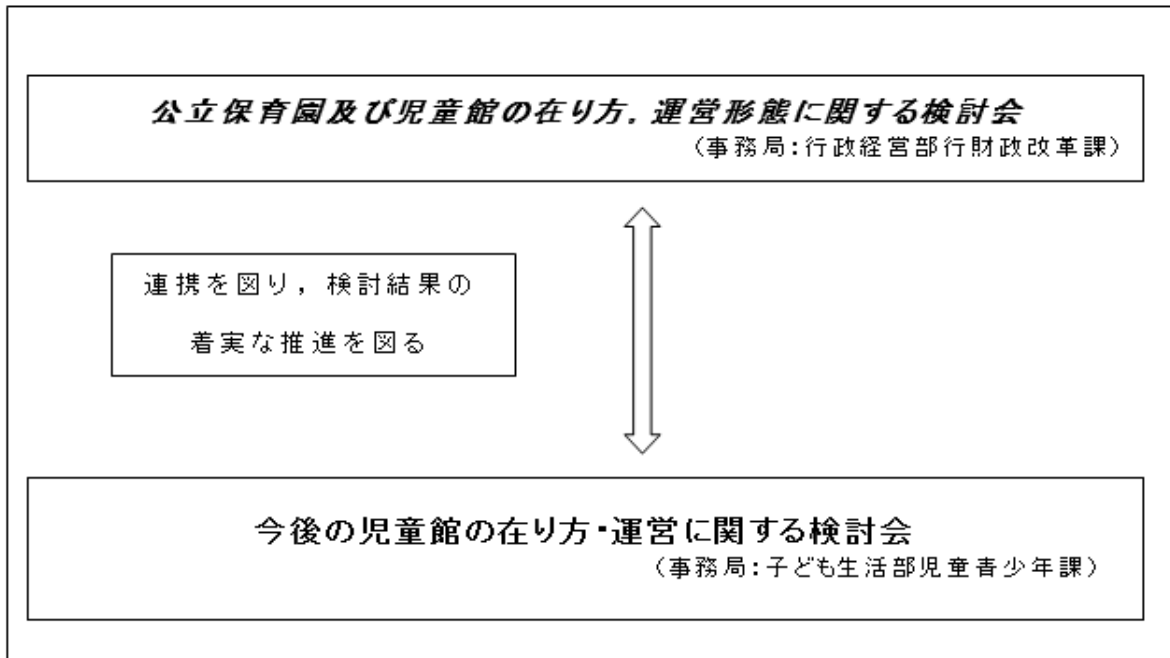 公立保育園及び児童館の在り方，運営形態に関する検討会
（事務局：行政経営部行財政改革課）
連携を図り，検討結果の
着実な推進を図る
今後の児童館の在り方・運営に関する検討会
（事務局：子ども生活部児童青少年課）